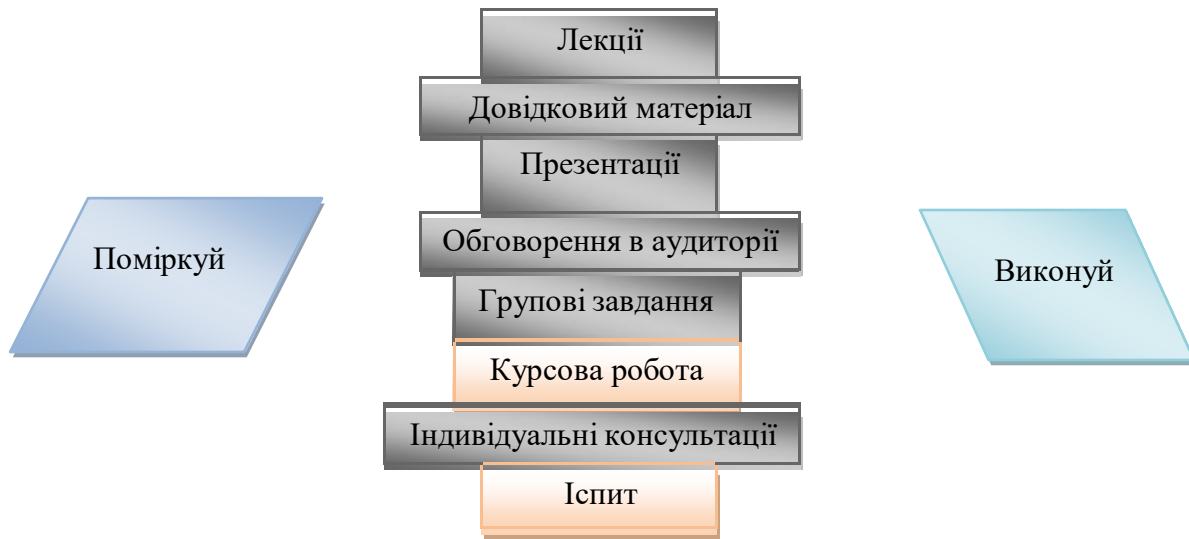 Лекції
Довідковий матеріал
Презентації
Поміркуй
Обговорення в аудиторії
Виконуй
Групові завдання
Курсова робота
Індивідуальні консультації
Іспит